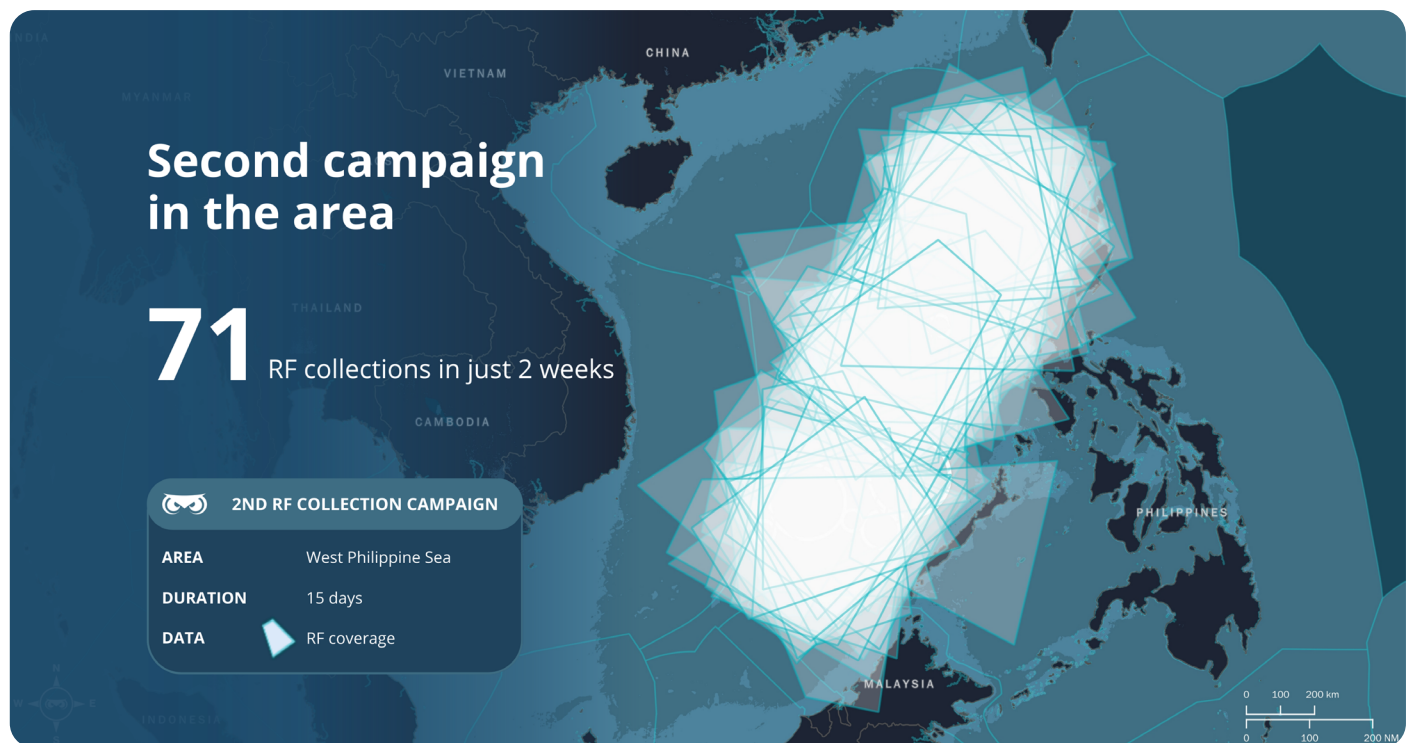 NDIA
CHINA
VIETNAM
MYANMAR
Second campaign
in the area
THAILAND
71 RF collections in just 2 weeks
CAMBODIA
2ND RF COLLECTION CAMPAIGN
AREA West Philippine Sea
DURATION 15 days
DATA RF coverage
PHILIPPINES
MALAYSIA
INDONESIA
N
W E
S
0 100 200 km
0 100 200 NM